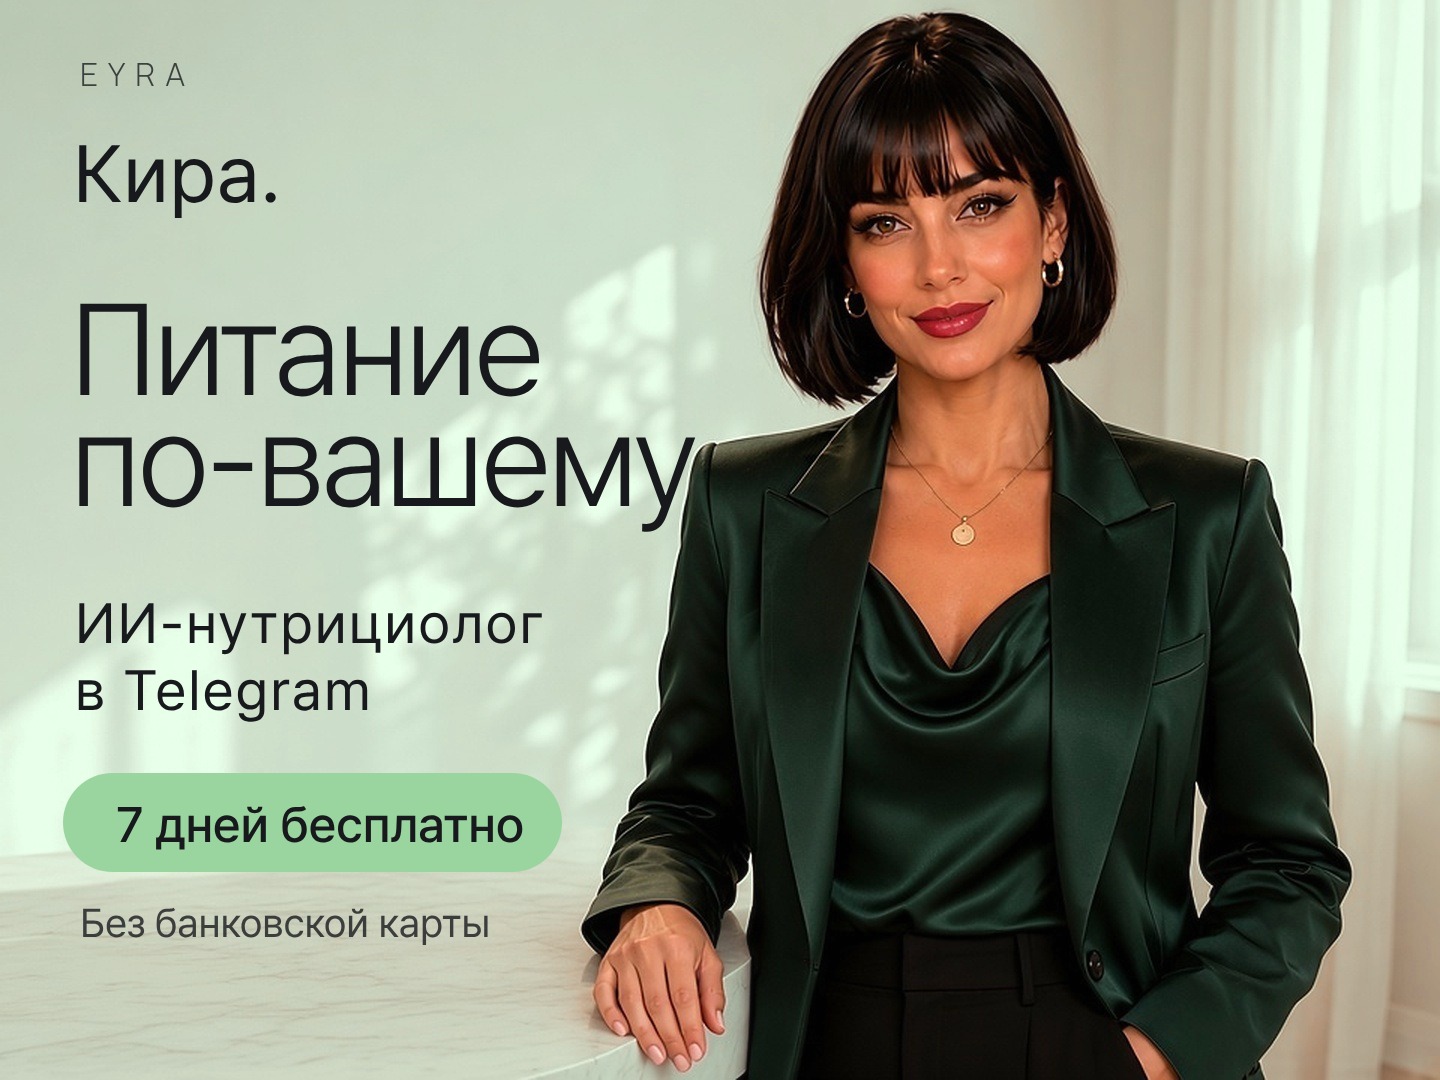 EYRA
Кира.
Питание
по-вашему
ИИ-нутрициолог
в Telegram
7 дней бесплатно
Без банковской карты